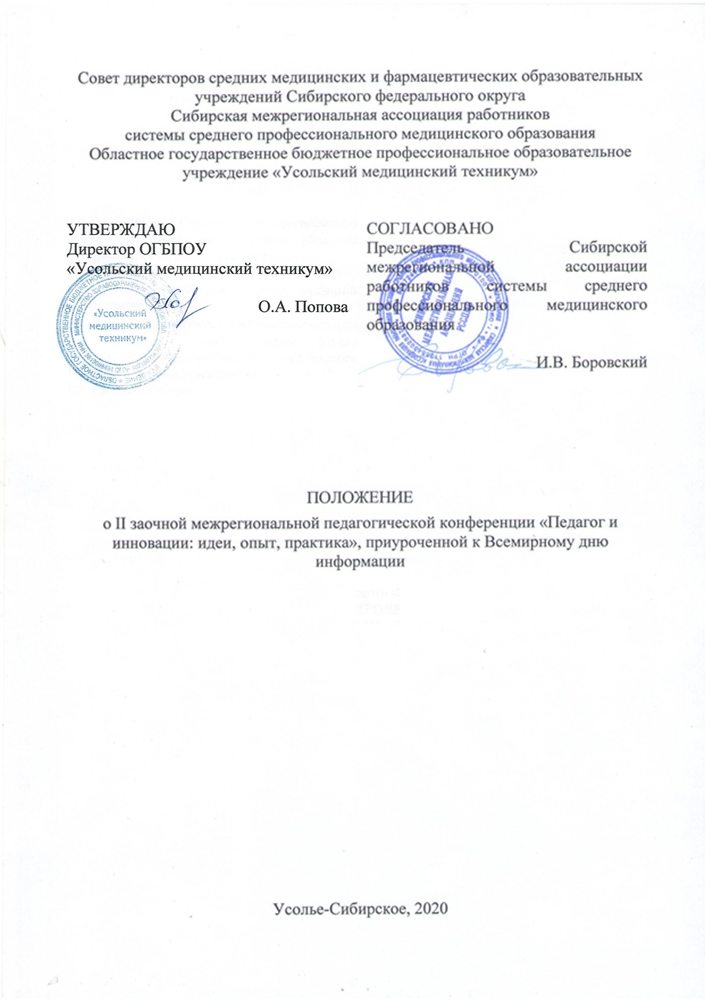 Совет директоров средних медицинских и фармацевтических образовательных
учреждений Сибирского федерального округа
Сибирская межрегиональная ассоциация работников
системы среднего профессионального медицинского образования
Областное государственное бюджетное профессиональное образовательное
учреждение «Усольский медицинский техникум»
УТВЕРЖДАЮ
Директор ОГБПОУ
«Усольский медицинский техникум»
О.А. Попова
«Усольский
медицинский
техникум»
СОГЛАСОВАНО
Председатель Сибирской
межрегиональной ассоциации
работников системы среднего
профессионального медицинского
образования
И.В. Боровский
СИБИРСКАЯ
МЕЖРЕГИОНАЛЬНАЯ
АССОЦИАЦИЯ
ПОЛОЖЕНИЕ
о II заочной межрегиональной педагогической конференции «Педагог и
инновации: идеи, опыт, практика», приуроченной к Всемирному дню
информации
Усолье-Сибирское, 2020